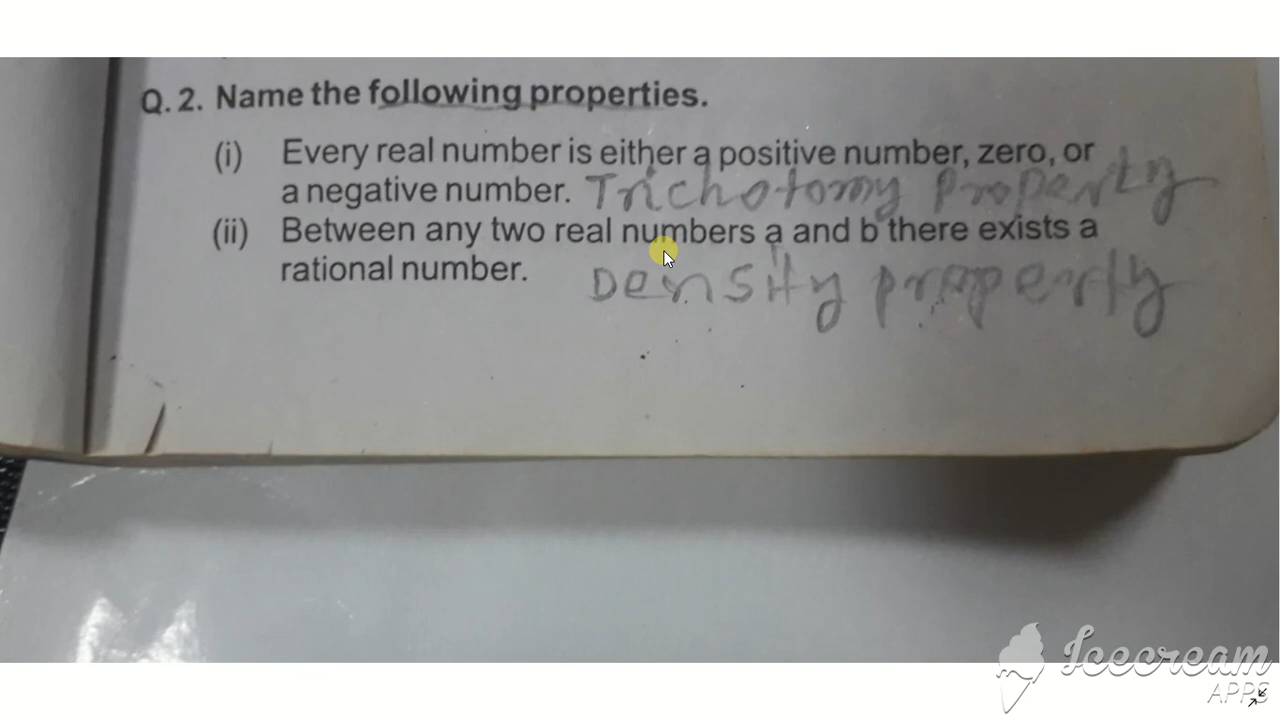 Q. 2. Name the following properties.
(i) Every real number is either a positive number, zero, or
a negative number. Trichotomy Property
(ii) Between any two real numbers a and b there exists a
rational number. Density property
Icecream
APPS